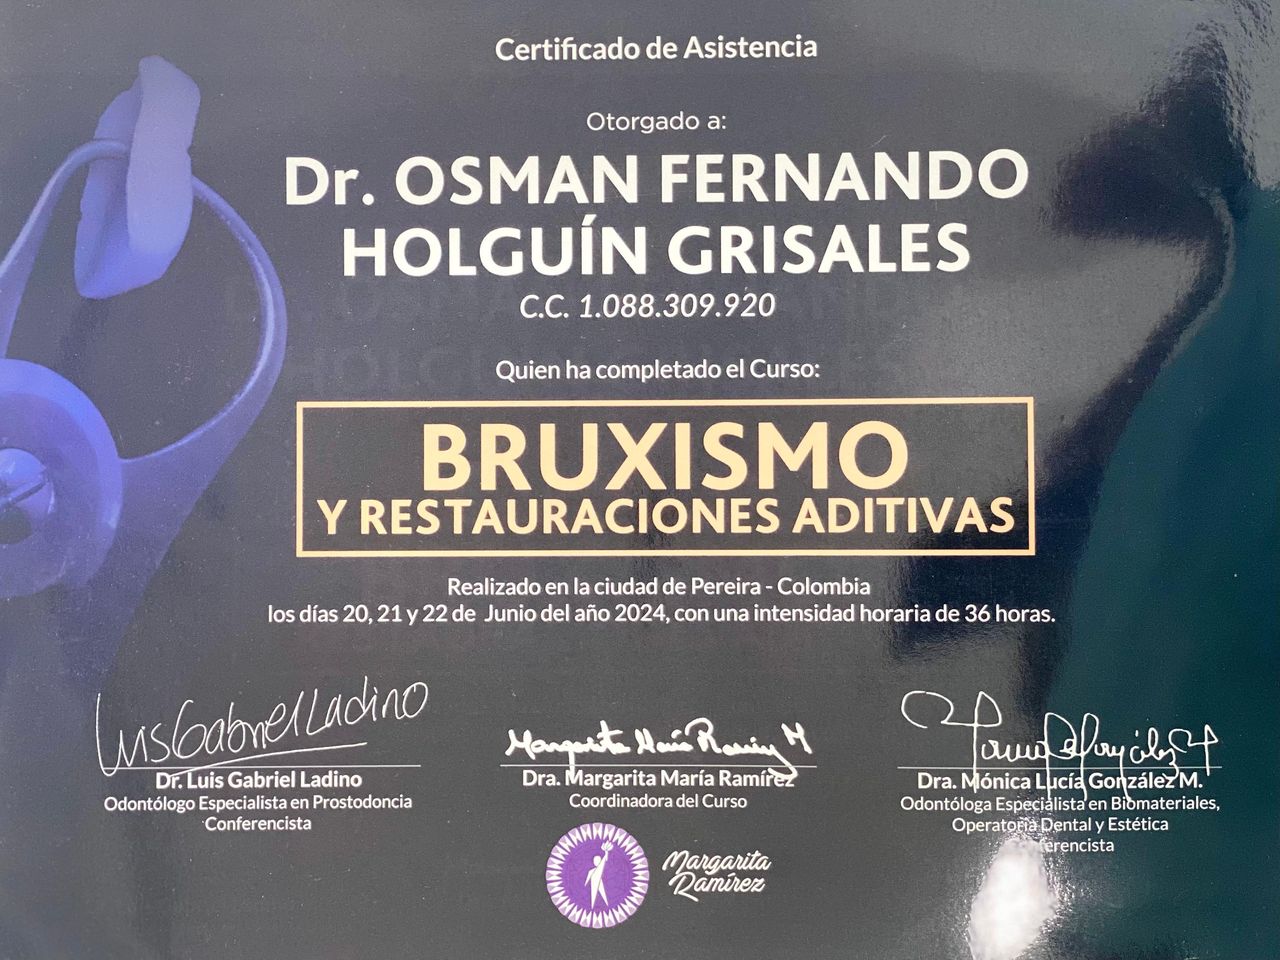 Certificado de Asistencia
Otorgado a:
Dr. OSMAN FERNANDO
HOLGUÍN GRISALES
C.C. 1.088.309.920
Quien ha completado el Curso:
BRUXISMO
Y RESTAURACIONES ADITIVAS
Realizado en la ciudad de Pereira - Colombia
los días 20, 21 y 22 de Junio del año 2024, con una intensidad horaria de 36 horas.
Luis Gabriel Ladino
Dr. Luis Gabriel Ladino
Odontólogo Especialista en Prostodoncia
Conferencista
Margarita María Ramírez M
Dra. Margarita María Ramírez
Coordinadora del Curso
Margarita
Ramírez
Dra. Mónica Lucía González M.
Odontóloga Especialista en Biomateriales,
Operatoria Dental y Estética